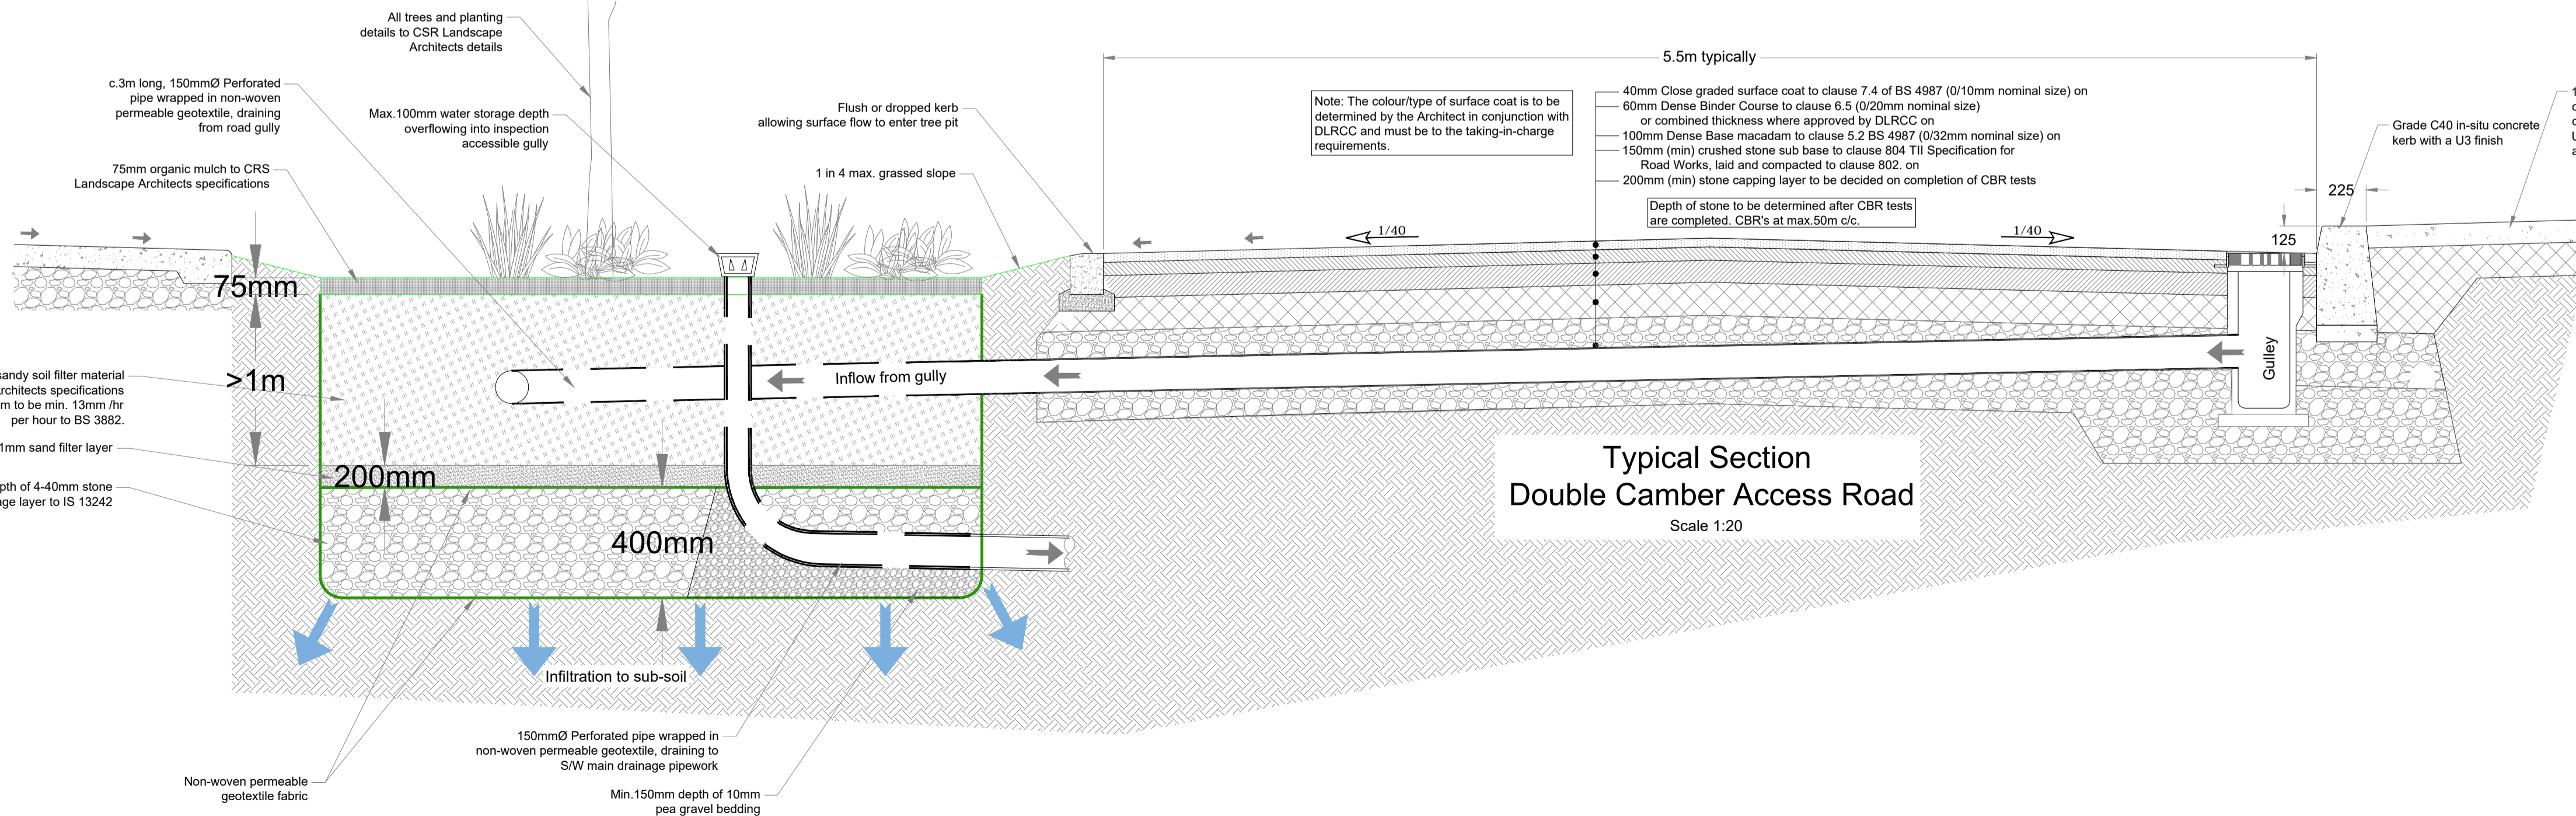 All trees and planting
details to CSR Landscape
Architects details
c.3m long, 150mmØ Perforated
pipe wrapped in non-woven
permeable geotextile, draining
from road gully
Max.100mm water storage depth
overflowing into inspection
accessible gully
75mm organic mulch to CRS
Landscape Architects specifications
Flush or dropped kerb
allowing surface flow to enter tree pit
1 in 4 max. grassed slope
5.5m typically
Note: The colour/type of surface coat is to be
determined by the Architect in conjunction with
DLRCC and must be to the taking-in-charge
requirements.
40mm Close graded surface coat to clause 7.4 of BS 4987 (0/10mm nominal size) on
60mm Dense Binder Course to clause 6.5 (0/20mm nominal size)
or combined thickness where approved by DLRCC on
100mm Dense Base macadam to clause 5.2 BS 4987 (0/32mm nominal size) on
150mm (min) crushed stone sub base to clause 804 TII Specification for
Road Works, laid and compacted to clause 802. on
200mm (min) stone capping layer to be decided on completion of CBR tests
Depth of stone to be determined after CBR tests
are completed. CBR's at max.50m c/c.
Grade C40 in-situ concrete
kerb with a U3 finish
225
125
1/40
1/40
75mm
>1m
sandy soil filter material
rchitects specifications
m to be min. 13mm /hr
per hour to BS 3882.
1mm sand filter layer
pth of 4-40mm stone
age layer to IS 13242
200mm
400mm
Inflow from gully
Gulley
Typical Section
Double Camber Access Road
Scale 1:20
Infiltration to sub-soil
150mmØ Perforated pipe wrapped in
non-woven permeable geotextile, draining to
S/W main drainage pipework
Non-woven permeable
geotextile fabric
Min.150mm depth of 10mm
pea gravel bedding